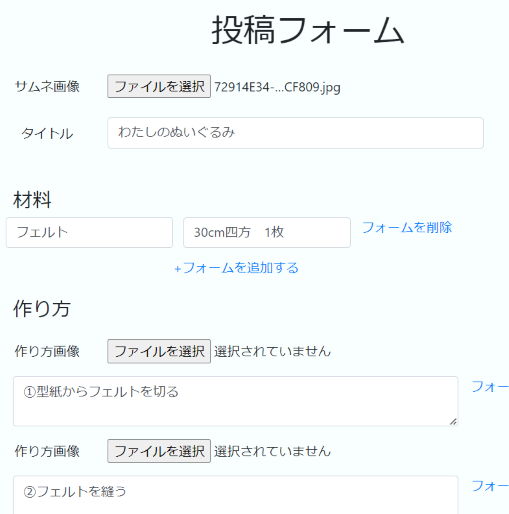 投稿フォーム
サムネ画像 ファイルを選択 72914E34-...CF809.jpg
タイトル わたしのぬいぐるみ
材料
フェルト 30cm四方　1枚 フォームを削除
+フォームを追加する
作り方
作り方画像 ファイルを選択 選択されていません
①型紙からフェルトを切る フォー
作り方画像 ファイルを選択 選択されていません
②フェルトを縫う フォー